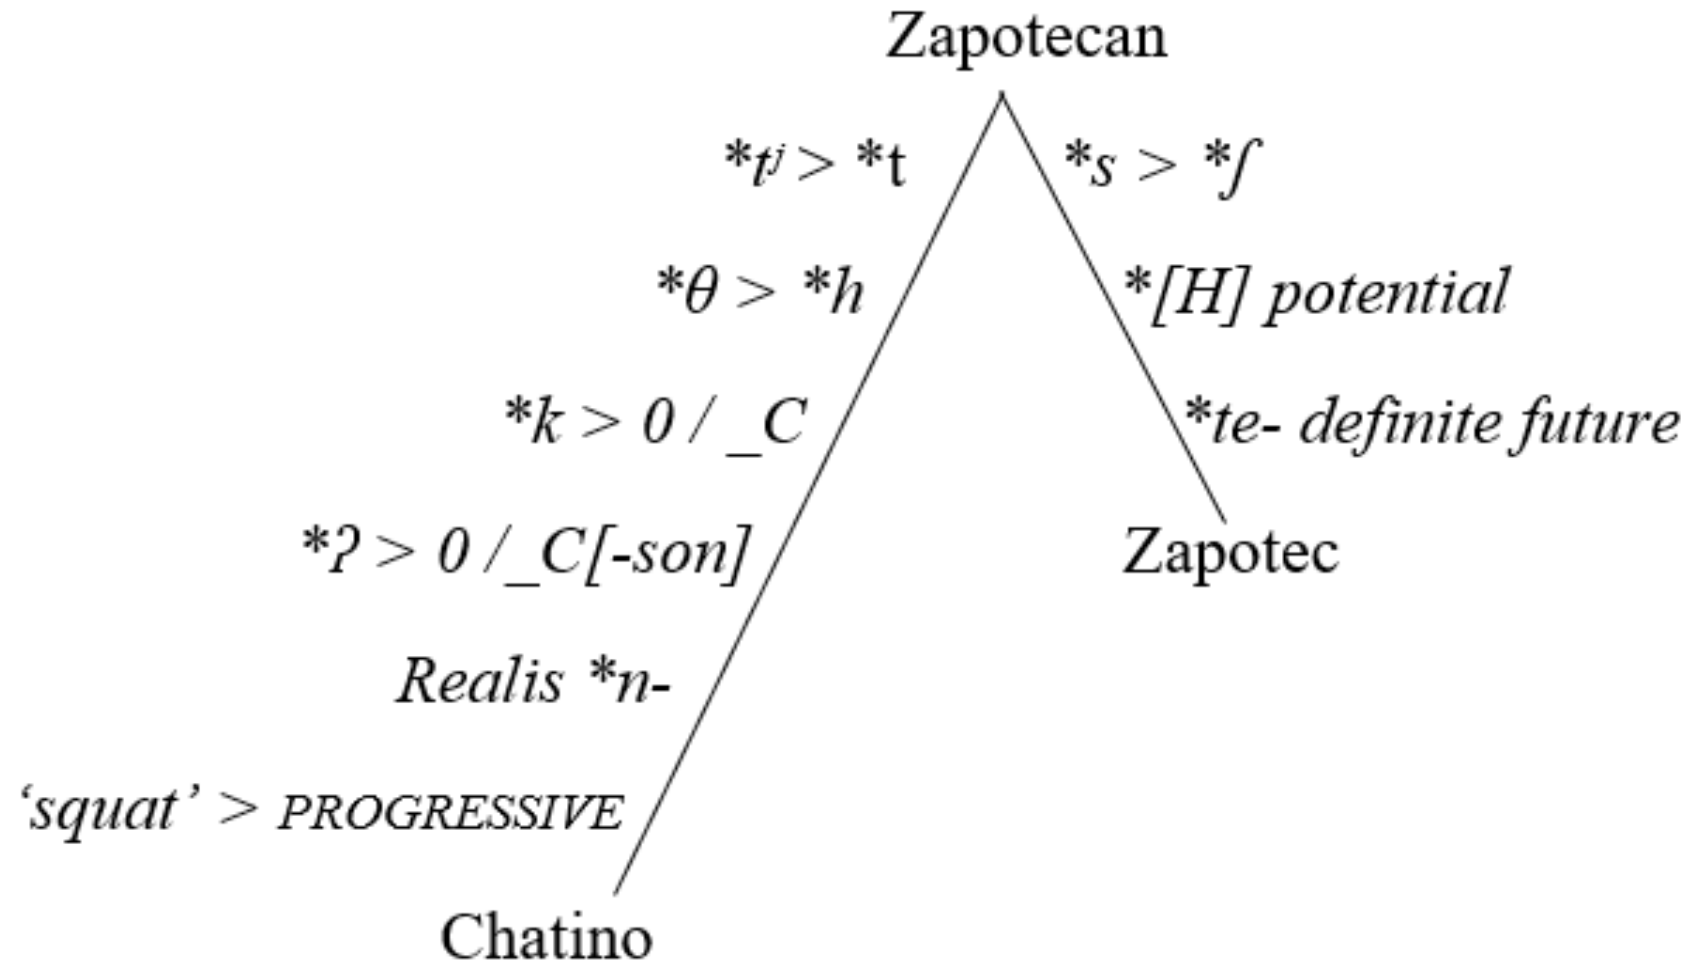 Zapotecan
*tʲ > *t
*s > *ʃ
*θ > *h
*[H] potential
*k > 0 / _C
*te- definite future
*ʔ > 0 /_C[-son]
Zapotec
Realis *n-
‘squat’ > PROGRESSIVE
Chatino